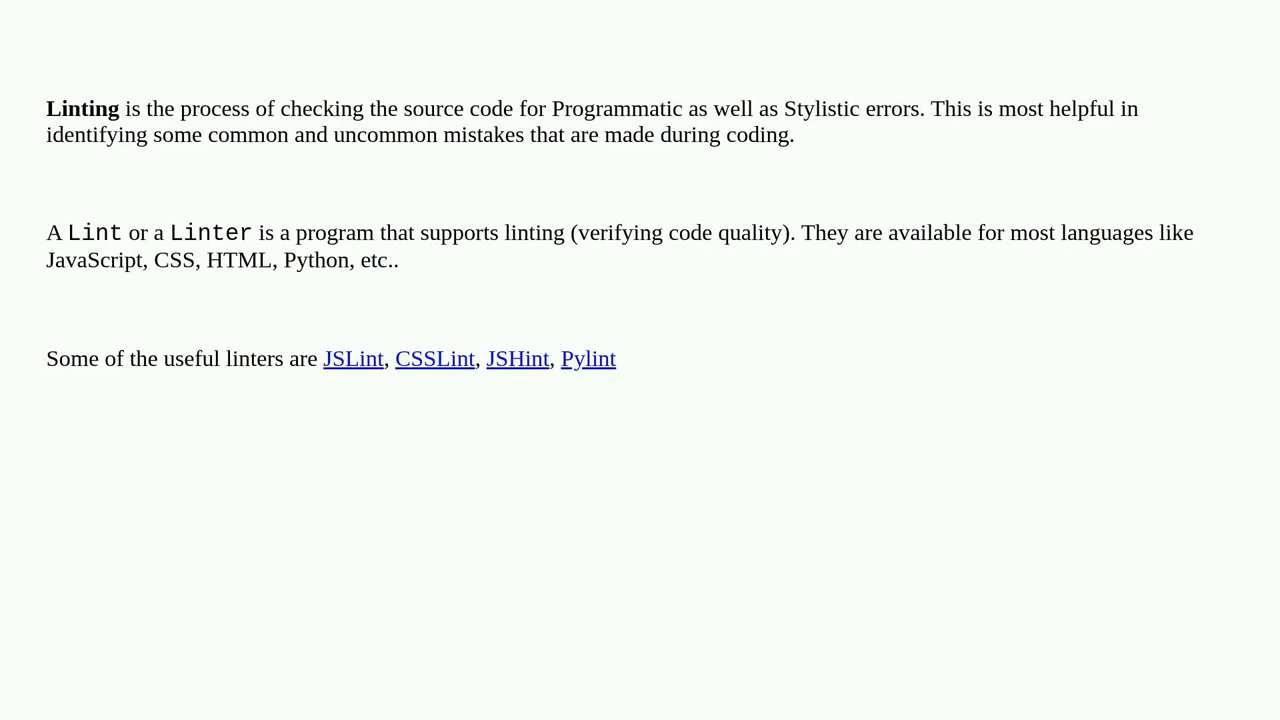 Linting is the process of checking the source code for Programmatic as well as Stylistic errors. This is most helpful in
identifying some common and uncommon mistakes that are made during coding.
A Lint or a Linter is a program that supports linting (verifying code quality). They are available for most languages like
JavaScript, CSS, HTML, Python, etc..
Some of the useful linters are JSLint, CSSLint, JSHint, Pylint